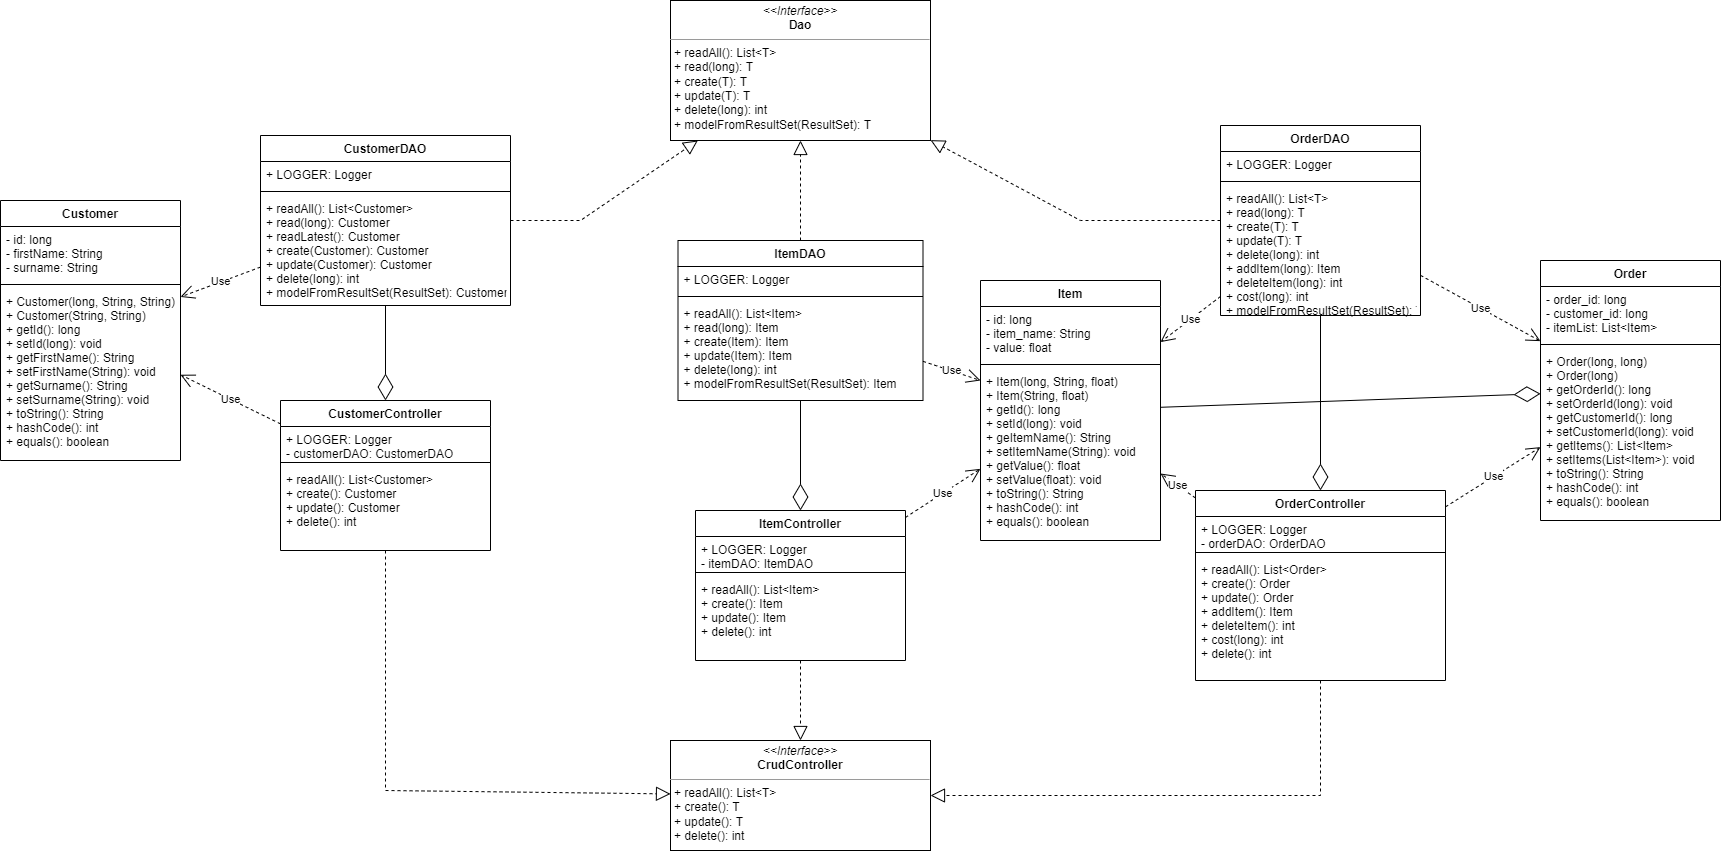 <<Interface>>
Dao
+ readAll(): List<T>
+ read(long): T
+ create(T): T
+ update(T): T
+ delete(long): int
+ modelFromResultSet(ResultSet): T
CustomerDAO
+ LOGGER: Logger
+ readAll(): List<Customer>
+ read(long): Customer
+ readLatest(): Customer
+ create(Customer): Customer
+ update(Customer): Customer
+ delete(long): int
+ modelFromResultSet(ResultSet): Customer
OrderDAO
+ LOGGER: Logger
+ readAll(): List<T>
+ read(long): T
+ create(T): T
+ update(T): T
+ delete(long): int
+ addItem(long): Item
+ deleteItem(long): int
+ cost(long): int
+ modelFromResultSet(ResultSet):
Customer
- id: long
- firstName: String
- surname: String
+ Customer(long, String, String)
+ Customer(String, String)
+ getId(): long
+ setId(long): void
+ getFirstName(): String
+ setFirstName(String): void
+ getSurname(): String
+ setSurname(String): void
+ toString(): String
+ hashCode(): int
+ equals(): boolean
Use
Use
ItemDAO
+ LOGGER: Logger
+ readAll(): List<Item>
+ read(long): Item
+ create(Item): Item
+ update(Item): Item
+ delete(long): int
+ modelFromResultSet(ResultSet): Item
Use
Item
- id: long
- item_name: String
- value: float
+ Item(long, String, float)
+ Item(String, float)
+ getId(): long
+ setId(long): void
+ geItemName(): String
+ setItemName(String): void
+ getValue(): float
+ setValue(float): void
+ toString(): String
+ hashCode(): int
+ equals(): boolean
Use
Use
Order
- order_id: long
- customer_id: long
- itemList: List<Item>
+ Order(long, long)
+ Order(long)
+ getOrderId(): long
+ setOrderId(long): void
+ getCustomerId(): long
+ setCustomerId(long): void
+ getItems(): List<Item>
+ setItems(List<Item>): void
+ toString(): String
+ hashCode(): int
+ equals(): boolean
CustomerController
+ LOGGER: Logger
- customerDAO: CustomerDAO
+ readAll(): List<Customer>
+ create(): Customer
+ update(): Customer
+ delete(): int
ItemController
+ LOGGER: Logger
- itemDAO: ItemDAO
+ readAll(): List<Item>
+ create(): Item
+ update(): Item
+ delete(): int
Use
Use
Use
OrderController
+ LOGGER: Logger
- orderDAO: OrderDAO
+ readAll(): List<Order>
+ create(): Order
+ update(): Order
+ addItem(): Item
+ deleteItem(): int
+ cost(long): int
+ delete(): int
<<Interface>>
CrudController
+ readAll(): List<T>
+ create(): T
+ update(): T
+ delete(): int